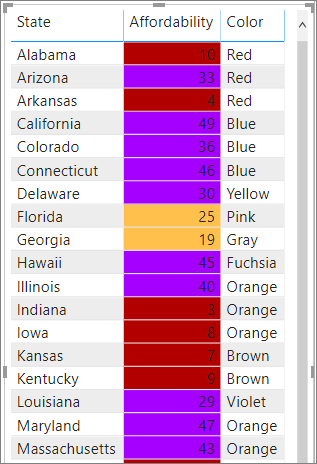 State Affordability Color
Alabama 10 Red
Arizona 33 Red
Arkansas 4 Red
California 49 Blue
Colorado 36 Blue
Connecticut 46 Blue
Delaware 30 Yellow
Florida 25 Pink
Georgia 19 Gray
Hawaii 45 Fuchsia
Illinois 40 Orange
Indiana 3 Orange
Iowa 8 Orange
Kansas 7 Brown
Kentucky 9 Brown
Louisiana 29 Violet
Maryland 47 Orange
Massachusetts 43 Orange